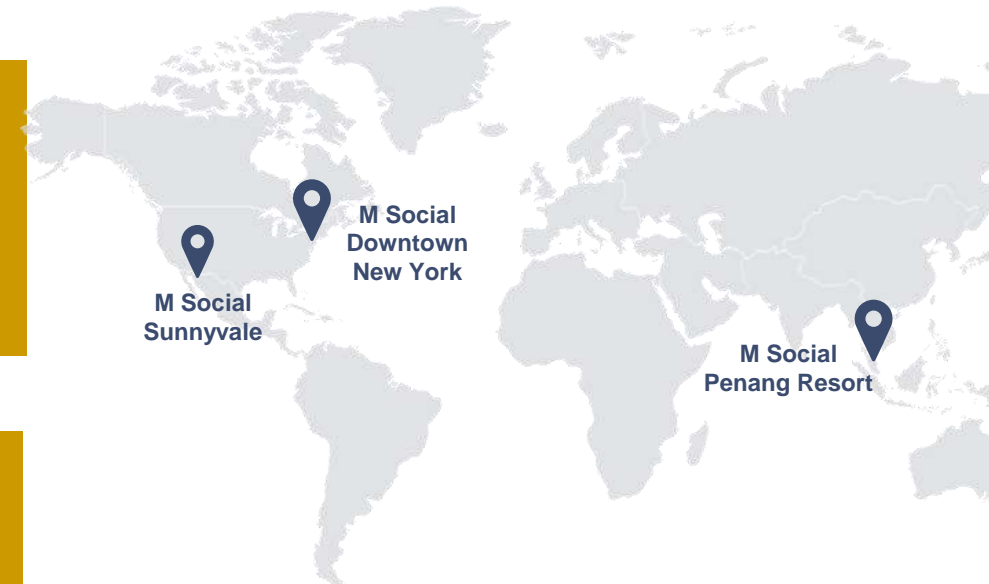 M Social
Downtown
New York
M Social
Sunnyvale
M Social
Penang Resort